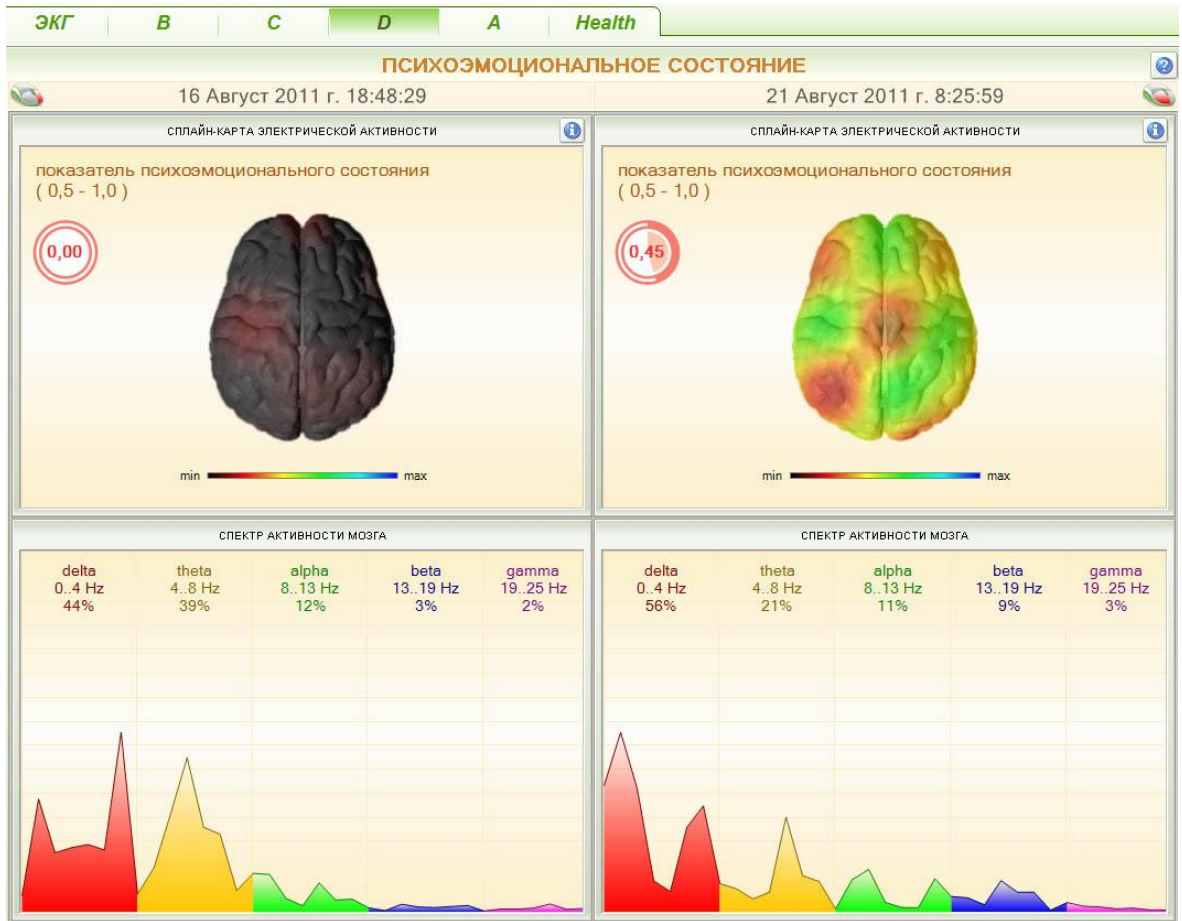 ЭКГ B C D A Health
ПСИХОЭМОЦИОНАЛЬНОЕ СОСТОЯНИЕ
16 Август 2011 г. 18:48:29
21 Август 2011 г. 8:25:59
СПЛАЙН-КАРТА ЭЛЕКТРИЧЕСКОЙ АКТИВНОСТИ
показатель психоэмоционального состояния
( 0,5 - 1,0 )
0,00
min max
СПЛАЙН-КАРТА ЭЛЕКТРИЧЕСКОЙ АКТИВНОСТИ
показатель психоэмоционального состояния
( 0,5 - 1,0 )
0,45
min max
СПЕКТР АКТИВНОСТИ МОЗГА
delta theta alpha beta gamma
0..4 Hz 4..8 Hz 8..13 Hz 13..19 Hz 19..25 Hz
44% 39% 12% 3% 2%
СПЕКТР АКТИВНОСТИ МОЗГА
delta theta alpha beta gamma
0..4 Hz 4..8 Hz 8..13 Hz 13..19 Hz 19..25 Hz
56% 21% 11% 9% 3%